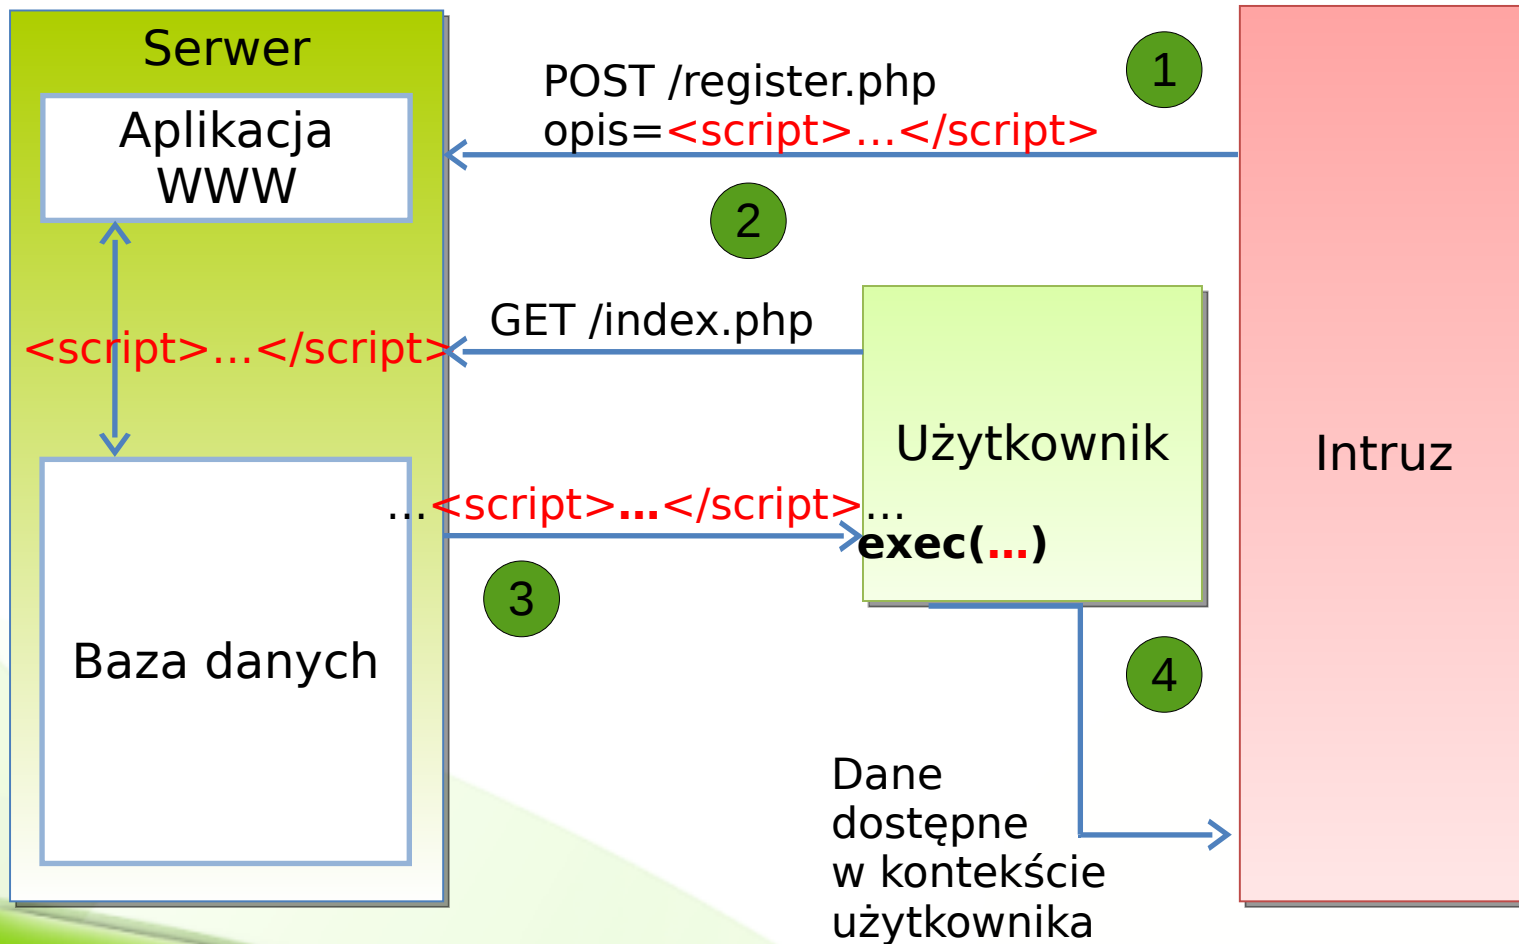 Serwer
Aplikacja
WWW
POST /register.php
opis=<script>...</script>
1
2
GET /index.php
<script>...</script>
Użytkownik
Intruz
...<script>...</script>...
exec(...)
3
Baza danych
4
Dane
dostępne
w kontekście
użytkownika